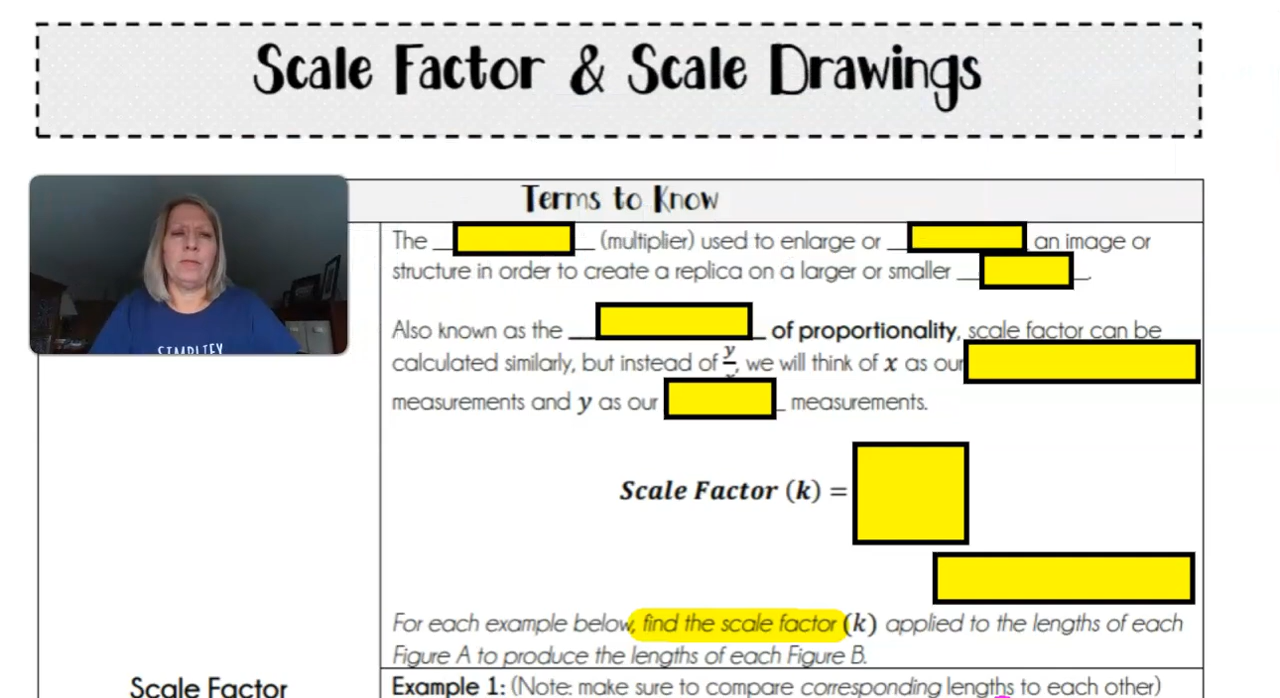 Scale Factor & Scale Drawings
Terms to Know
The (multiplier) used to enlarge or an image or
structure in order to create a replica on a larger or smaller .
Also known as the of proportionality, scale factor can be
calculated similarly, but instead of y/x, we will think of x as our
measurements and y as our measurements.
Scale Factor (k) =
For each example below, find the scale factor (k) applied to the lengths of each
Figure A to produce the lengths of each Figure B.
Scale Factor
Example 1: (Note: make sure to compare corresponding lengths to each other)
SIMPLIFY